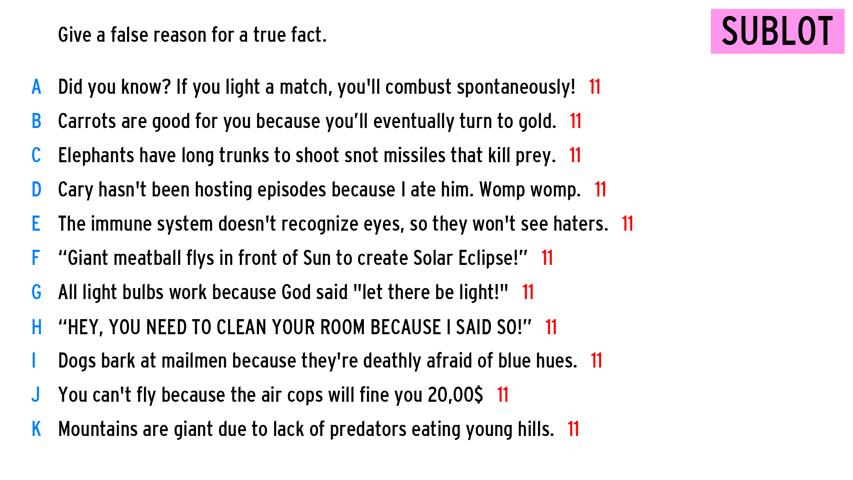 Give a false reason for a true fact.
SUBLOT
A Did you know? If you light a match, you'll combust spontaneously! 11
B Carrots are good for you because you’ll eventually turn to gold. 11
C Elephants have long trunks to shoot snot missiles that kill prey. 11
D Cary hasn't been hosting episodes because I ate him. Womp womp. 11
E The immune system doesn't recognize eyes, so they won't see haters. 11
F “Giant meatball flys in front of Sun to create Solar Eclipse!” 11
G All light bulbs work because God said "let there be light!" 11
H “HEY, YOU NEED TO CLEAN YOUR ROOM BECAUSE I SAID SO!” 11
I Dogs bark at mailmen because they're deathly afraid of blue hues. 11
J You can't fly because the air cops will fine you 20,00$ 11
K Mountains are giant due to lack of predators eating young hills. 11